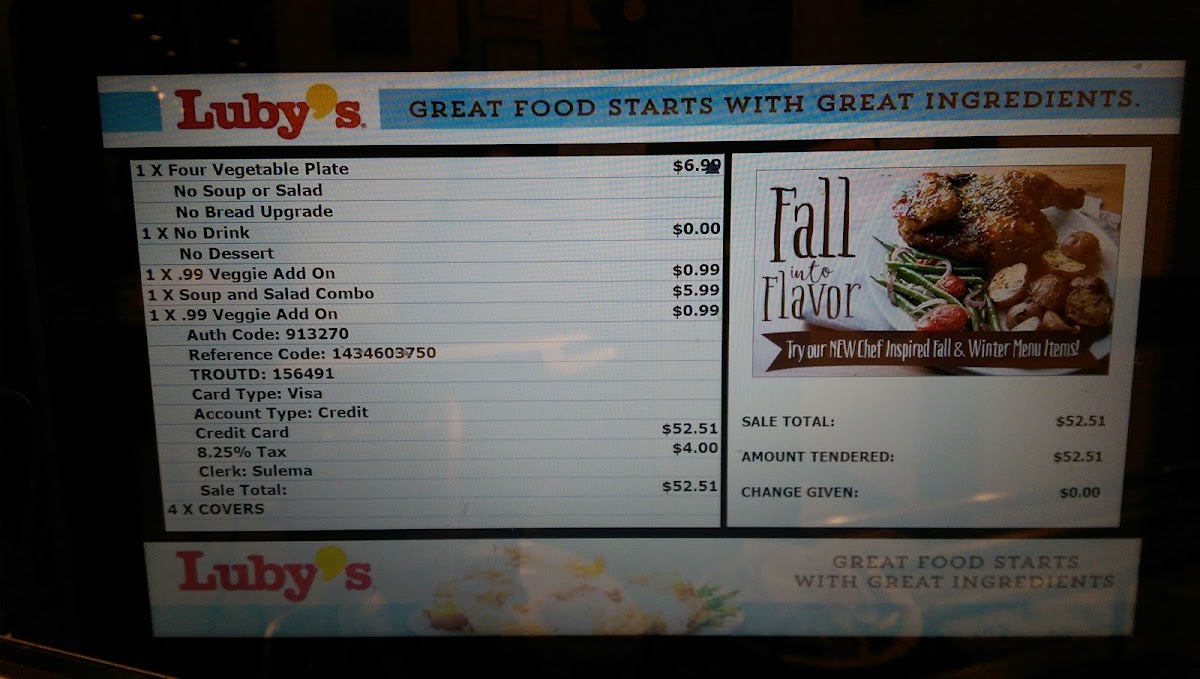 Luby's.
GREAT FOOD STARTS WITH GREAT INGREDIENTS.
1 X Four Vegetable Plate $6.99
No Soup or Salad
No Bread Upgrade
1 X No Drink $0.00
No Dessert
1 X .99 Veggie Add On $0.99
1 X Soup and Salad Combo $5.99
1 X .99 Veggie Add On $0.99
Auth Code: 913270
Reference Code: 1434603750
TROUTD: 156491
Card Type: Visa
Account Type: Credit
Credit Card $52.51
8.25% Tax $4.00
Clerk: Sulema
Sale Total: $52.51
4 X COVERS
Fall
into
Flavor
Try our NEW Chef Inspired Fall & Winter Menu Items!
SALE TOTAL: $52.51
AMOUNT TENDERED: $52.51
CHANGE GIVEN: $0.00
Luby's
GREAT FOOD STARTS
WITH GREAT INGREDIENTS